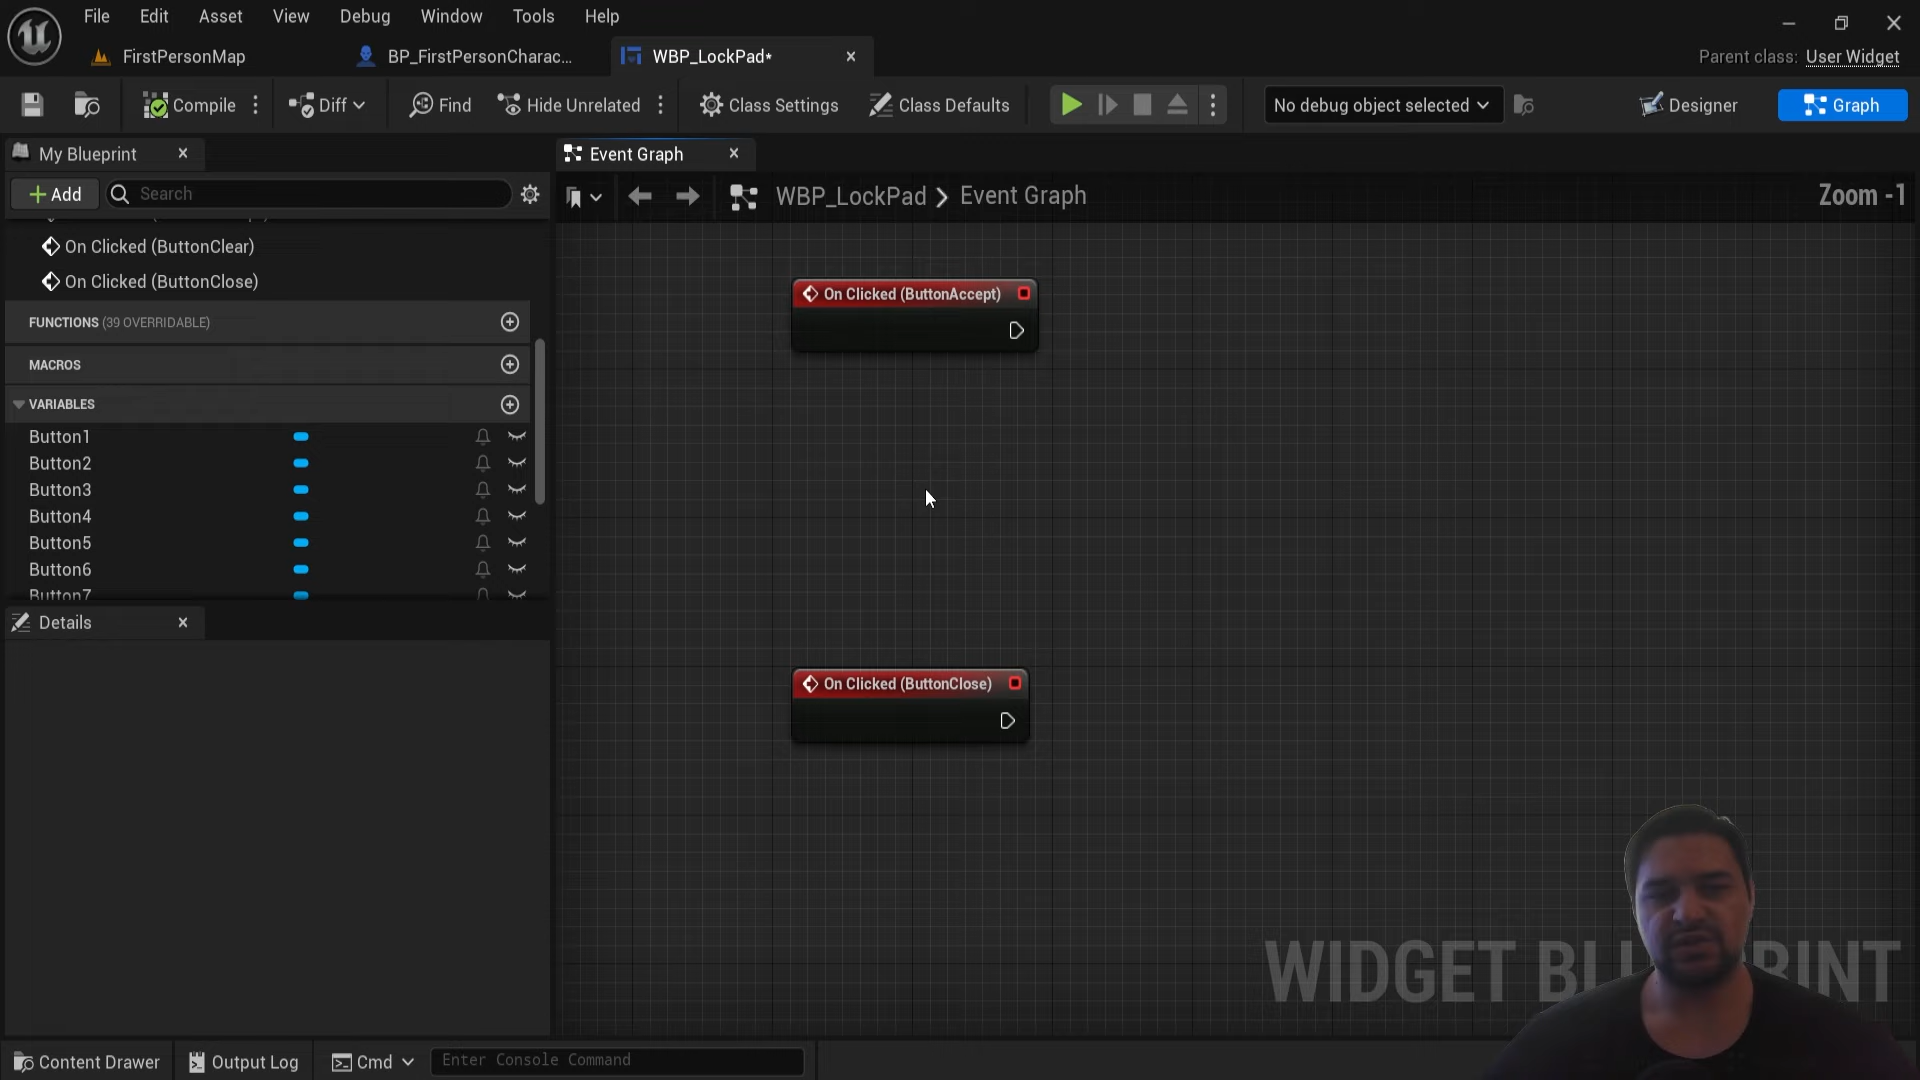 File Edit Asset View Debug Window Tools Help
FirstPersonMap BP_FirstPersonCharac... WBP_LockPad* Parent class: User Widget
Compile Diff Find Hide Unrelated Class Settings Class Defaults No debug object selected Designer Graph
My Blueprint Event Graph
Add Search WBP_LockPad > Event Graph Zoom -1
On Clicked (ButtonClear)
On Clicked (ButtonClose)
FUNCTIONS (39 OVERRIDABLE)
MACROS
VARIABLES
Button1
Button2
Button3
Button4
Button5
Button6
Button7
Details
On Clicked (ButtonAccept)
On Clicked (ButtonClose)
WIDGET
Content Drawer Output Log Cmd Enter Console Command